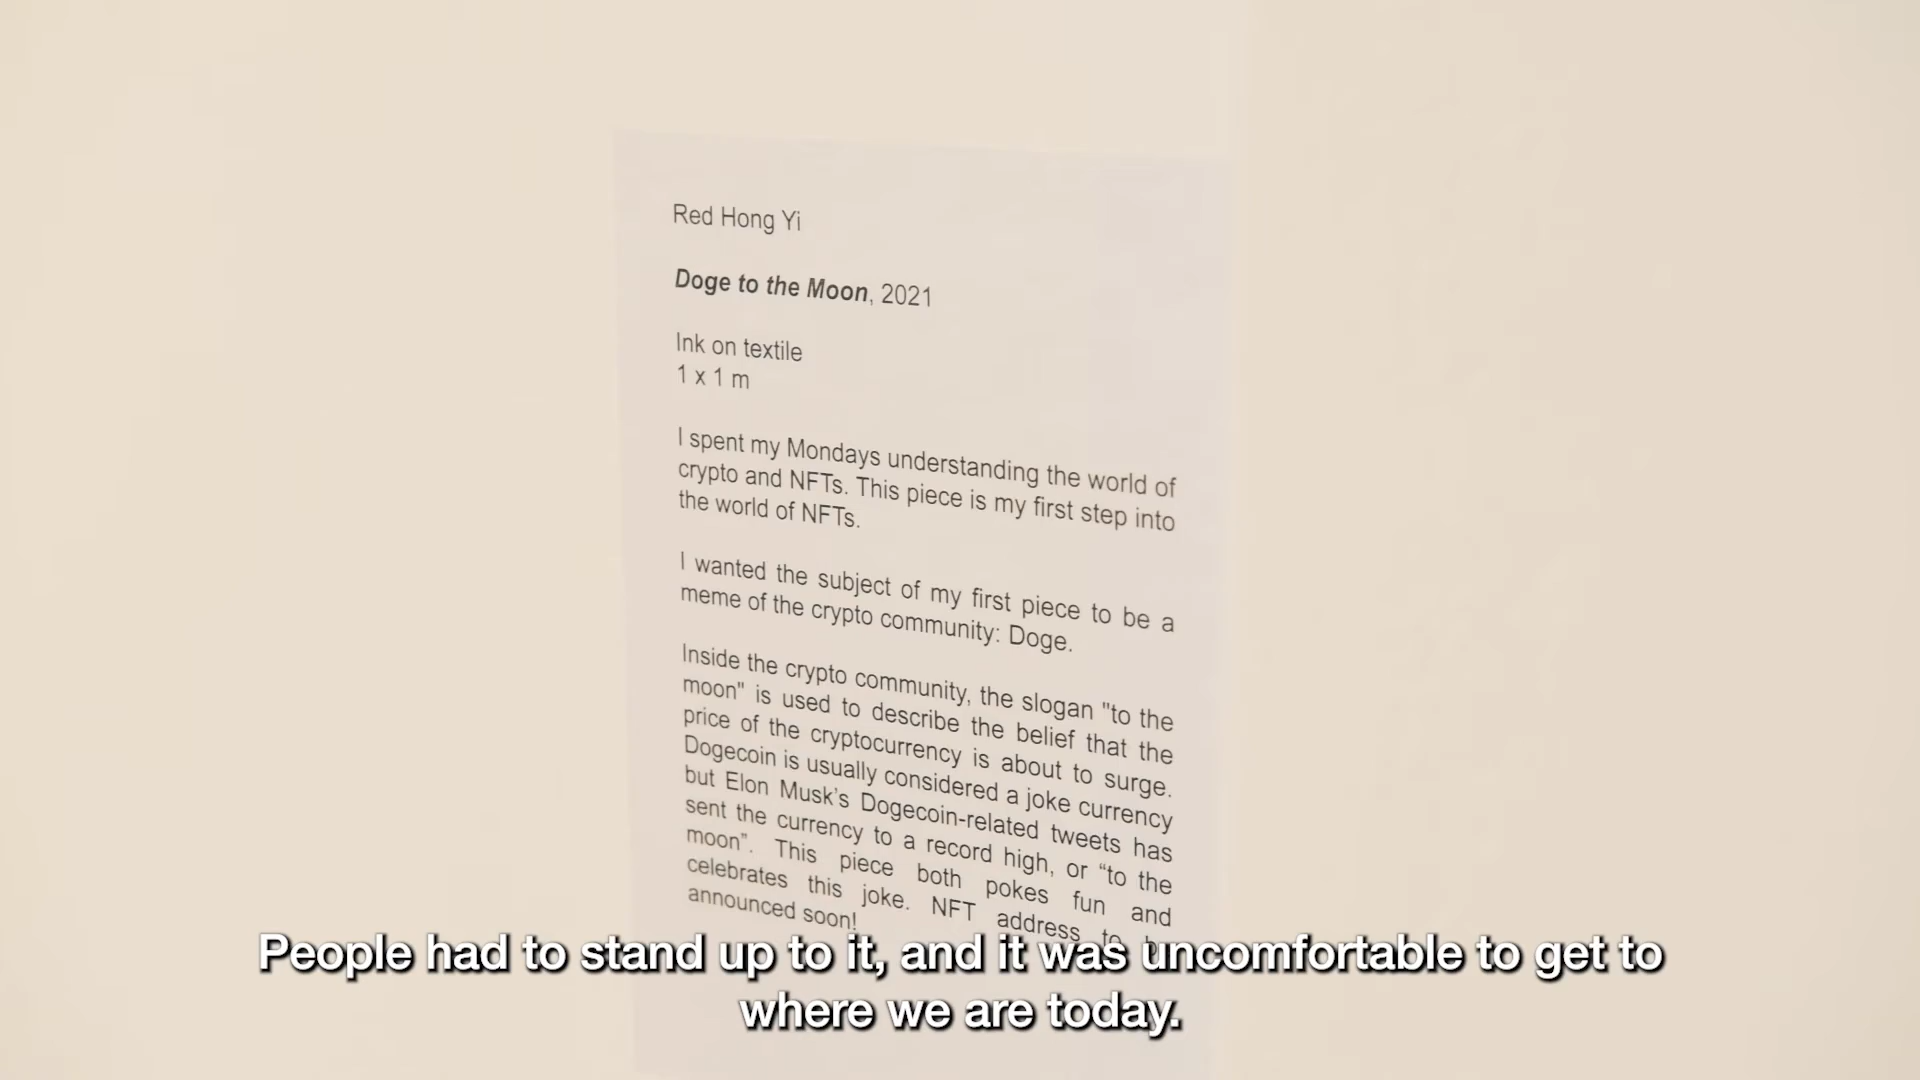 Red Hong Yi
Doge to the Moon, 2021
Ink on textile
1 x 1 m
I spent my Mondays understanding the world of
crypto and NFTs. This piece is my first step into
the world of NFTs.
I wanted the subject of my first piece to be a
meme of the crypto community: Doge.
Inside the crypto community, the slogan "to the
moon" is used to describe the belief that the
price of the cryptocurrency is about to surge.
Dogecoin is usually considered a joke currency
but Elon Musk’s Dogecoin-related tweets has
sent the currency to a record high, or “to the
moon”. This piece both pokes fun and
celebrates this joke. NFT address to
announced soon!
People had to stand up to it, and it was uncomfortable to get to
where we are today.